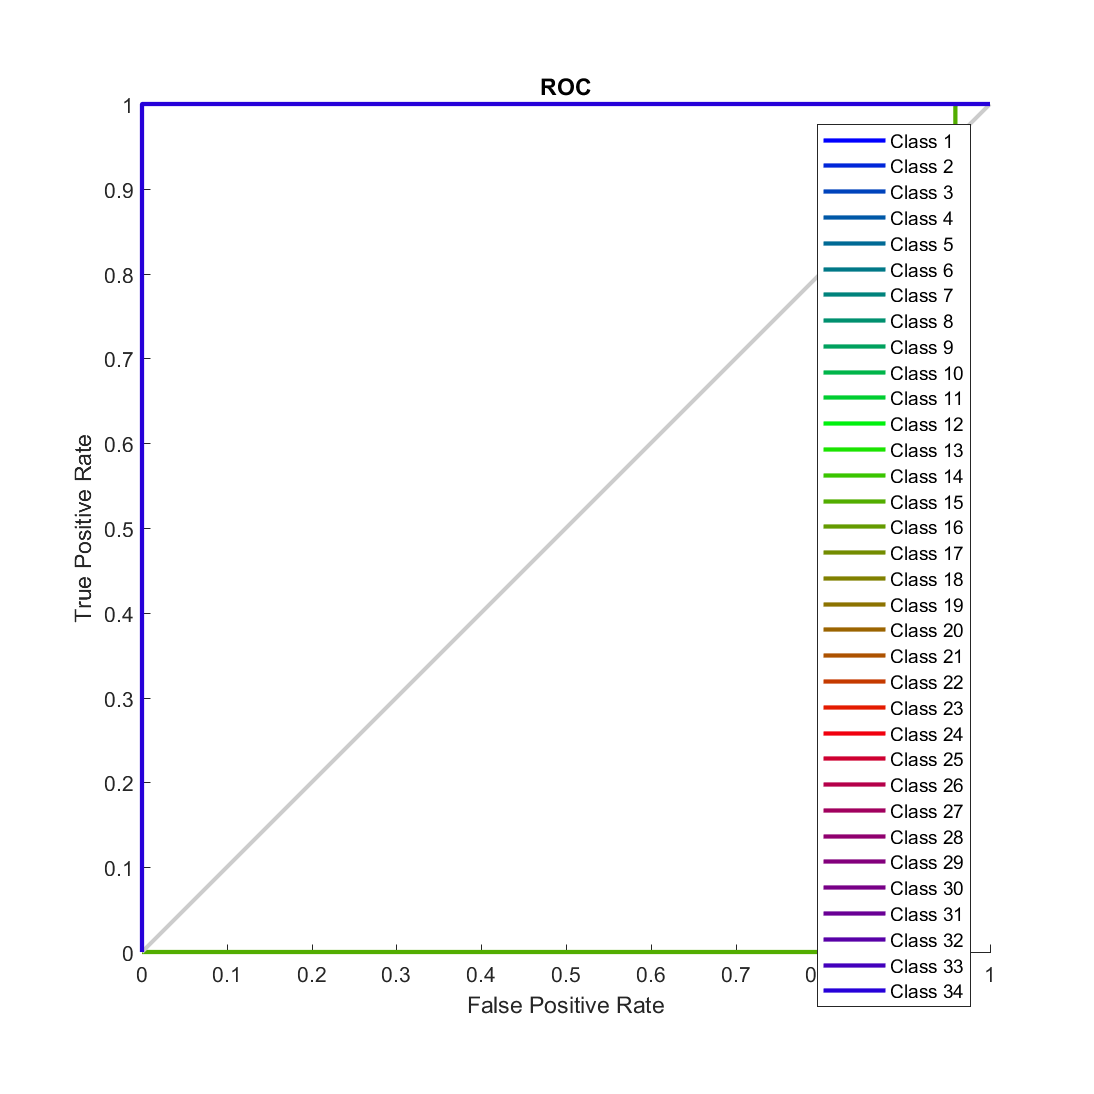 ROC
True Positive Rate
1
0.9
0.8
0.7
0.6
0.5
0.4
0.3
0.2
0.1
0
Class 1
Class 2
Class 3
Class 4
Class 5
Class 6
Class 7
Class 8
Class 9
Class 10
Class 11
Class 12
Class 13
Class 14
Class 15
Class 16
Class 17
Class 18
Class 19
Class 20
Class 21
Class 22
Class 23
Class 24
Class 25
Class 26
Class 27
Class 28
Class 29
Class 30
Class 31
Class 32
Class 33
Class 34
0 0.1 0.2 0.3 0.4 0.5 0.6 0.7 1
False Positive Rate